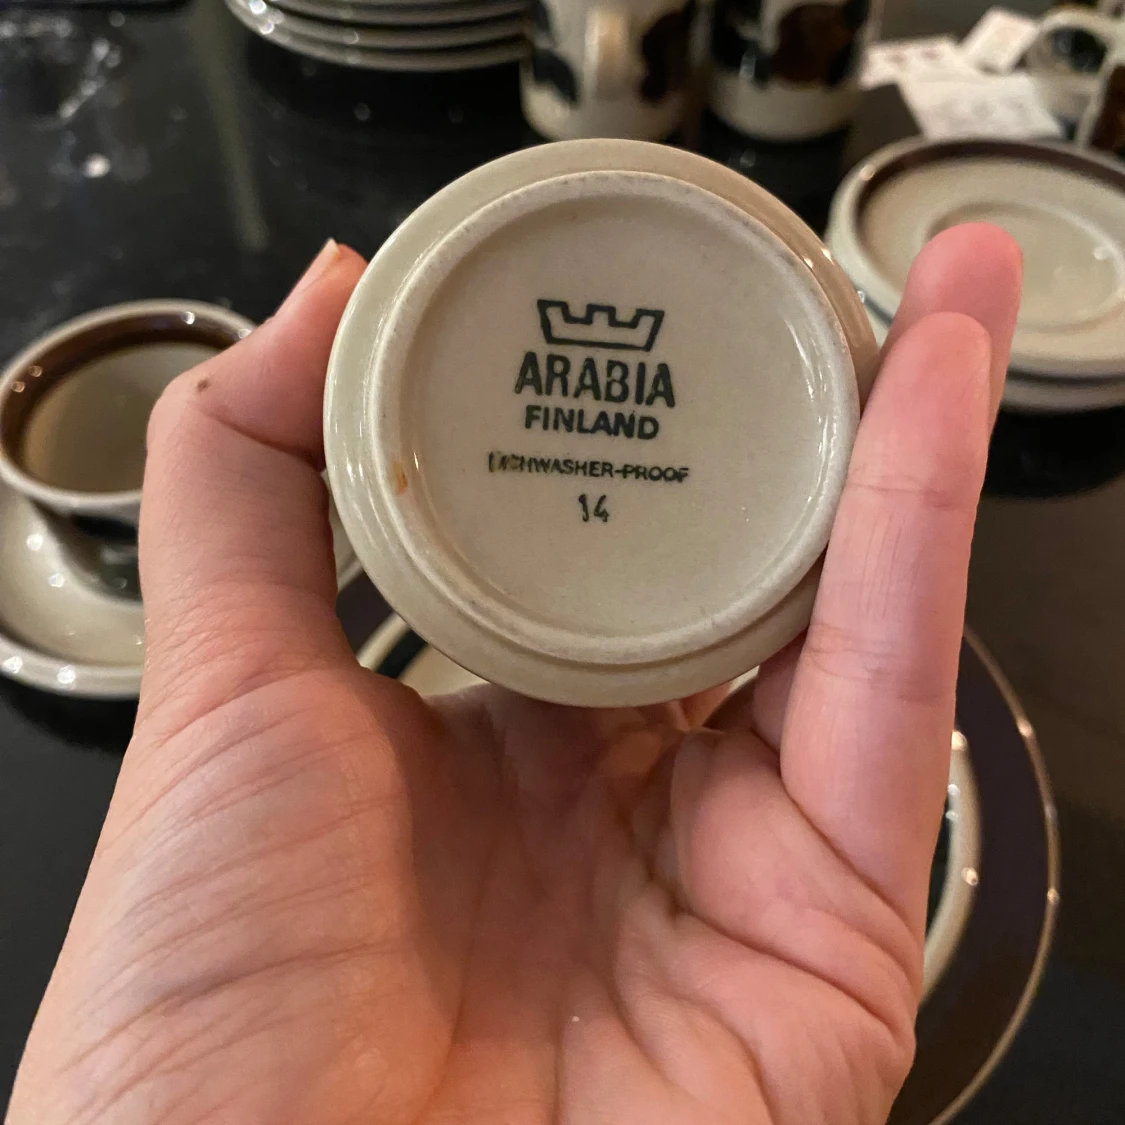 ARABIA
FINLAND
DISHWASHER-PROOF
14